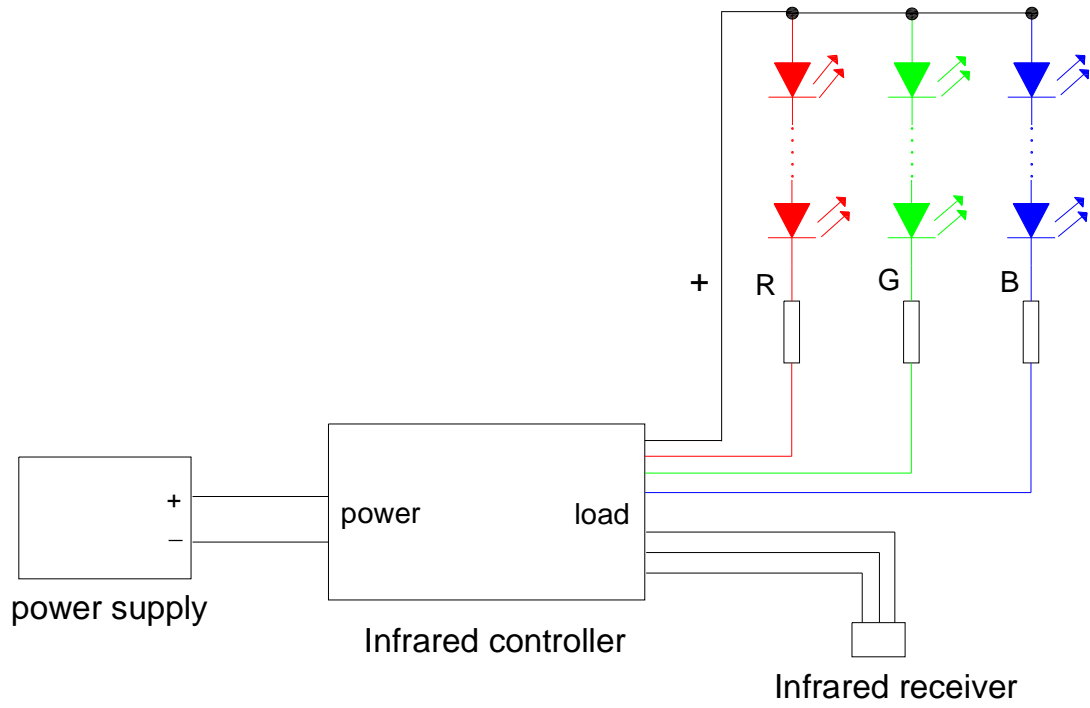 +
R
G
B
+
–
power
load
power supply
Infrared controller
Infrared receiver